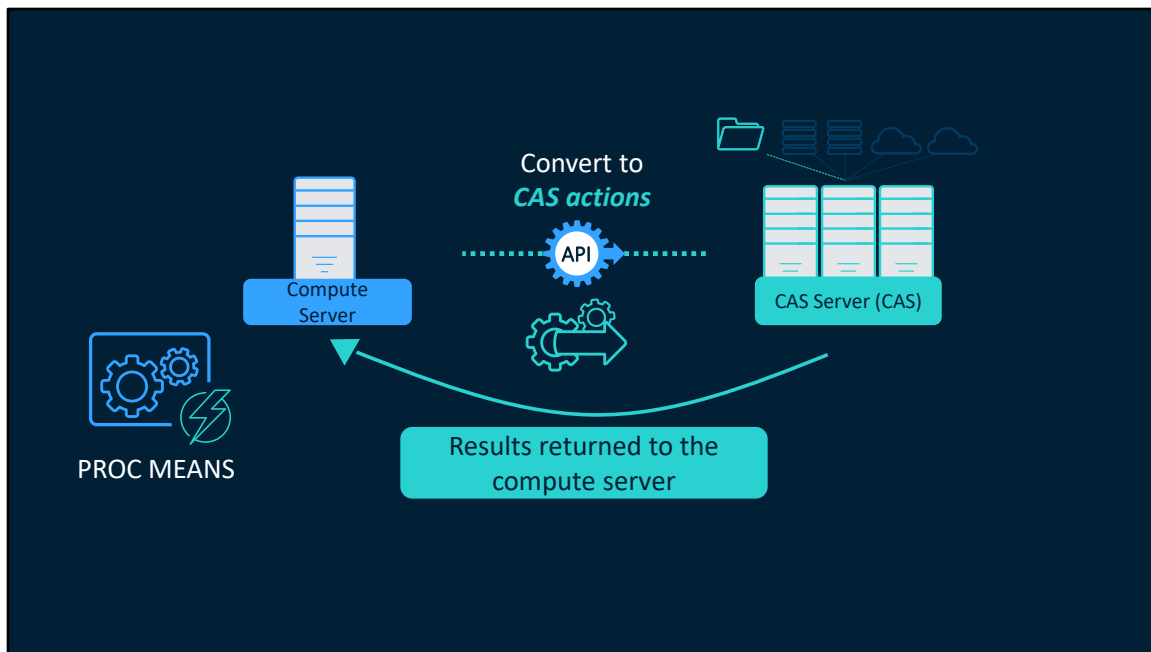 Convert to
CAS actions
API
Compute
Server
CAS Server (CAS)
PROC MEANS
Results returned to the
compute server